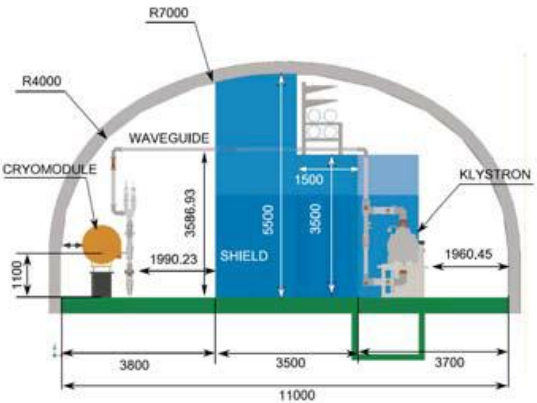 R7000
R4000
WAVEGUIDE
CRYOMODULE
KLYSTRON
1500
3586.93
5500
3500
1100
1990.23
SHIELD
1960.45
3800
3500
3700
11000